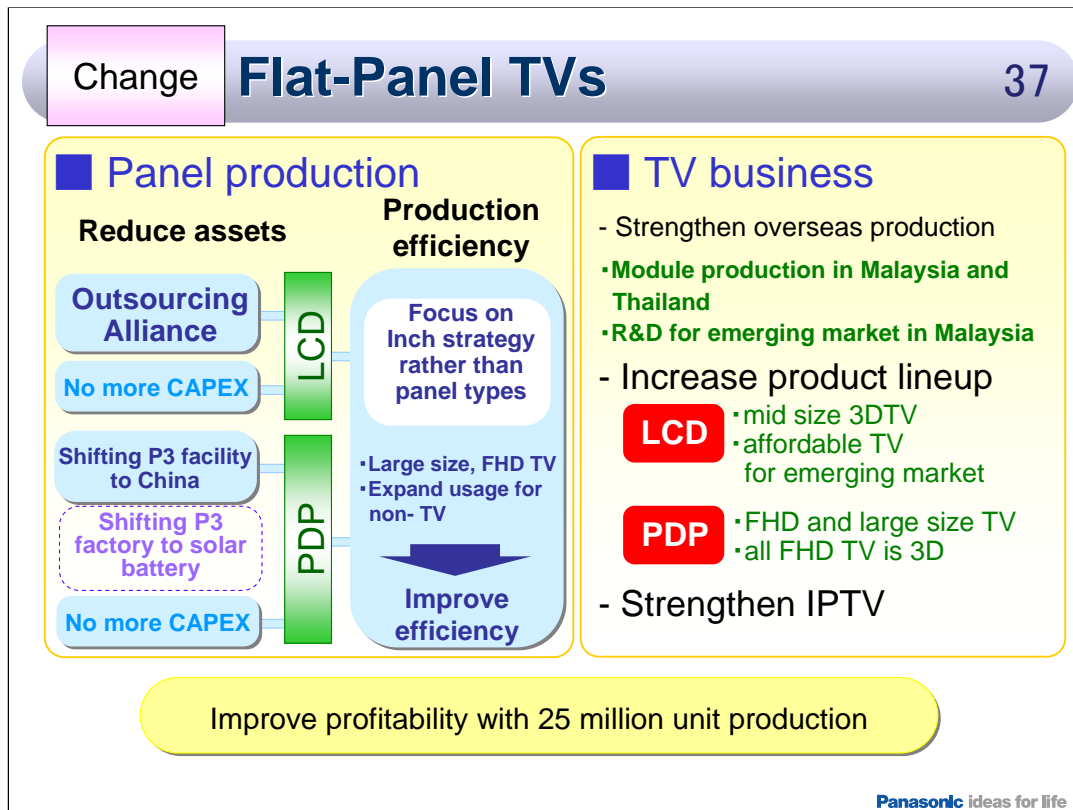 Change
Flat-Panel TVs
37
■ Panel production
Reduce assets
Production
efficiency
Outsourcing
Alliance
No more CAPEX
LCD
Shifting P3 facility
to China
Shifting P3
factory to solar
battery
No more CAPEX
PDP
Focus on
Inch strategy
rather than
panel types
・Large size, FHD TV
・Expand usage for
non- TV
Improve
efficiency
■ TV business
- Strengthen overseas production
・Module production in Malaysia and
Thailand
・R&D for emerging market in Malaysia
- Increase product lineup
LCD
・mid size 3DTV
・affordable TV
for emerging market
PDP
・FHD and large size TV
・all FHD TV is 3D
- Strengthen IPTV
Improve profitability with 25 million unit production
Panasonic ideas for life